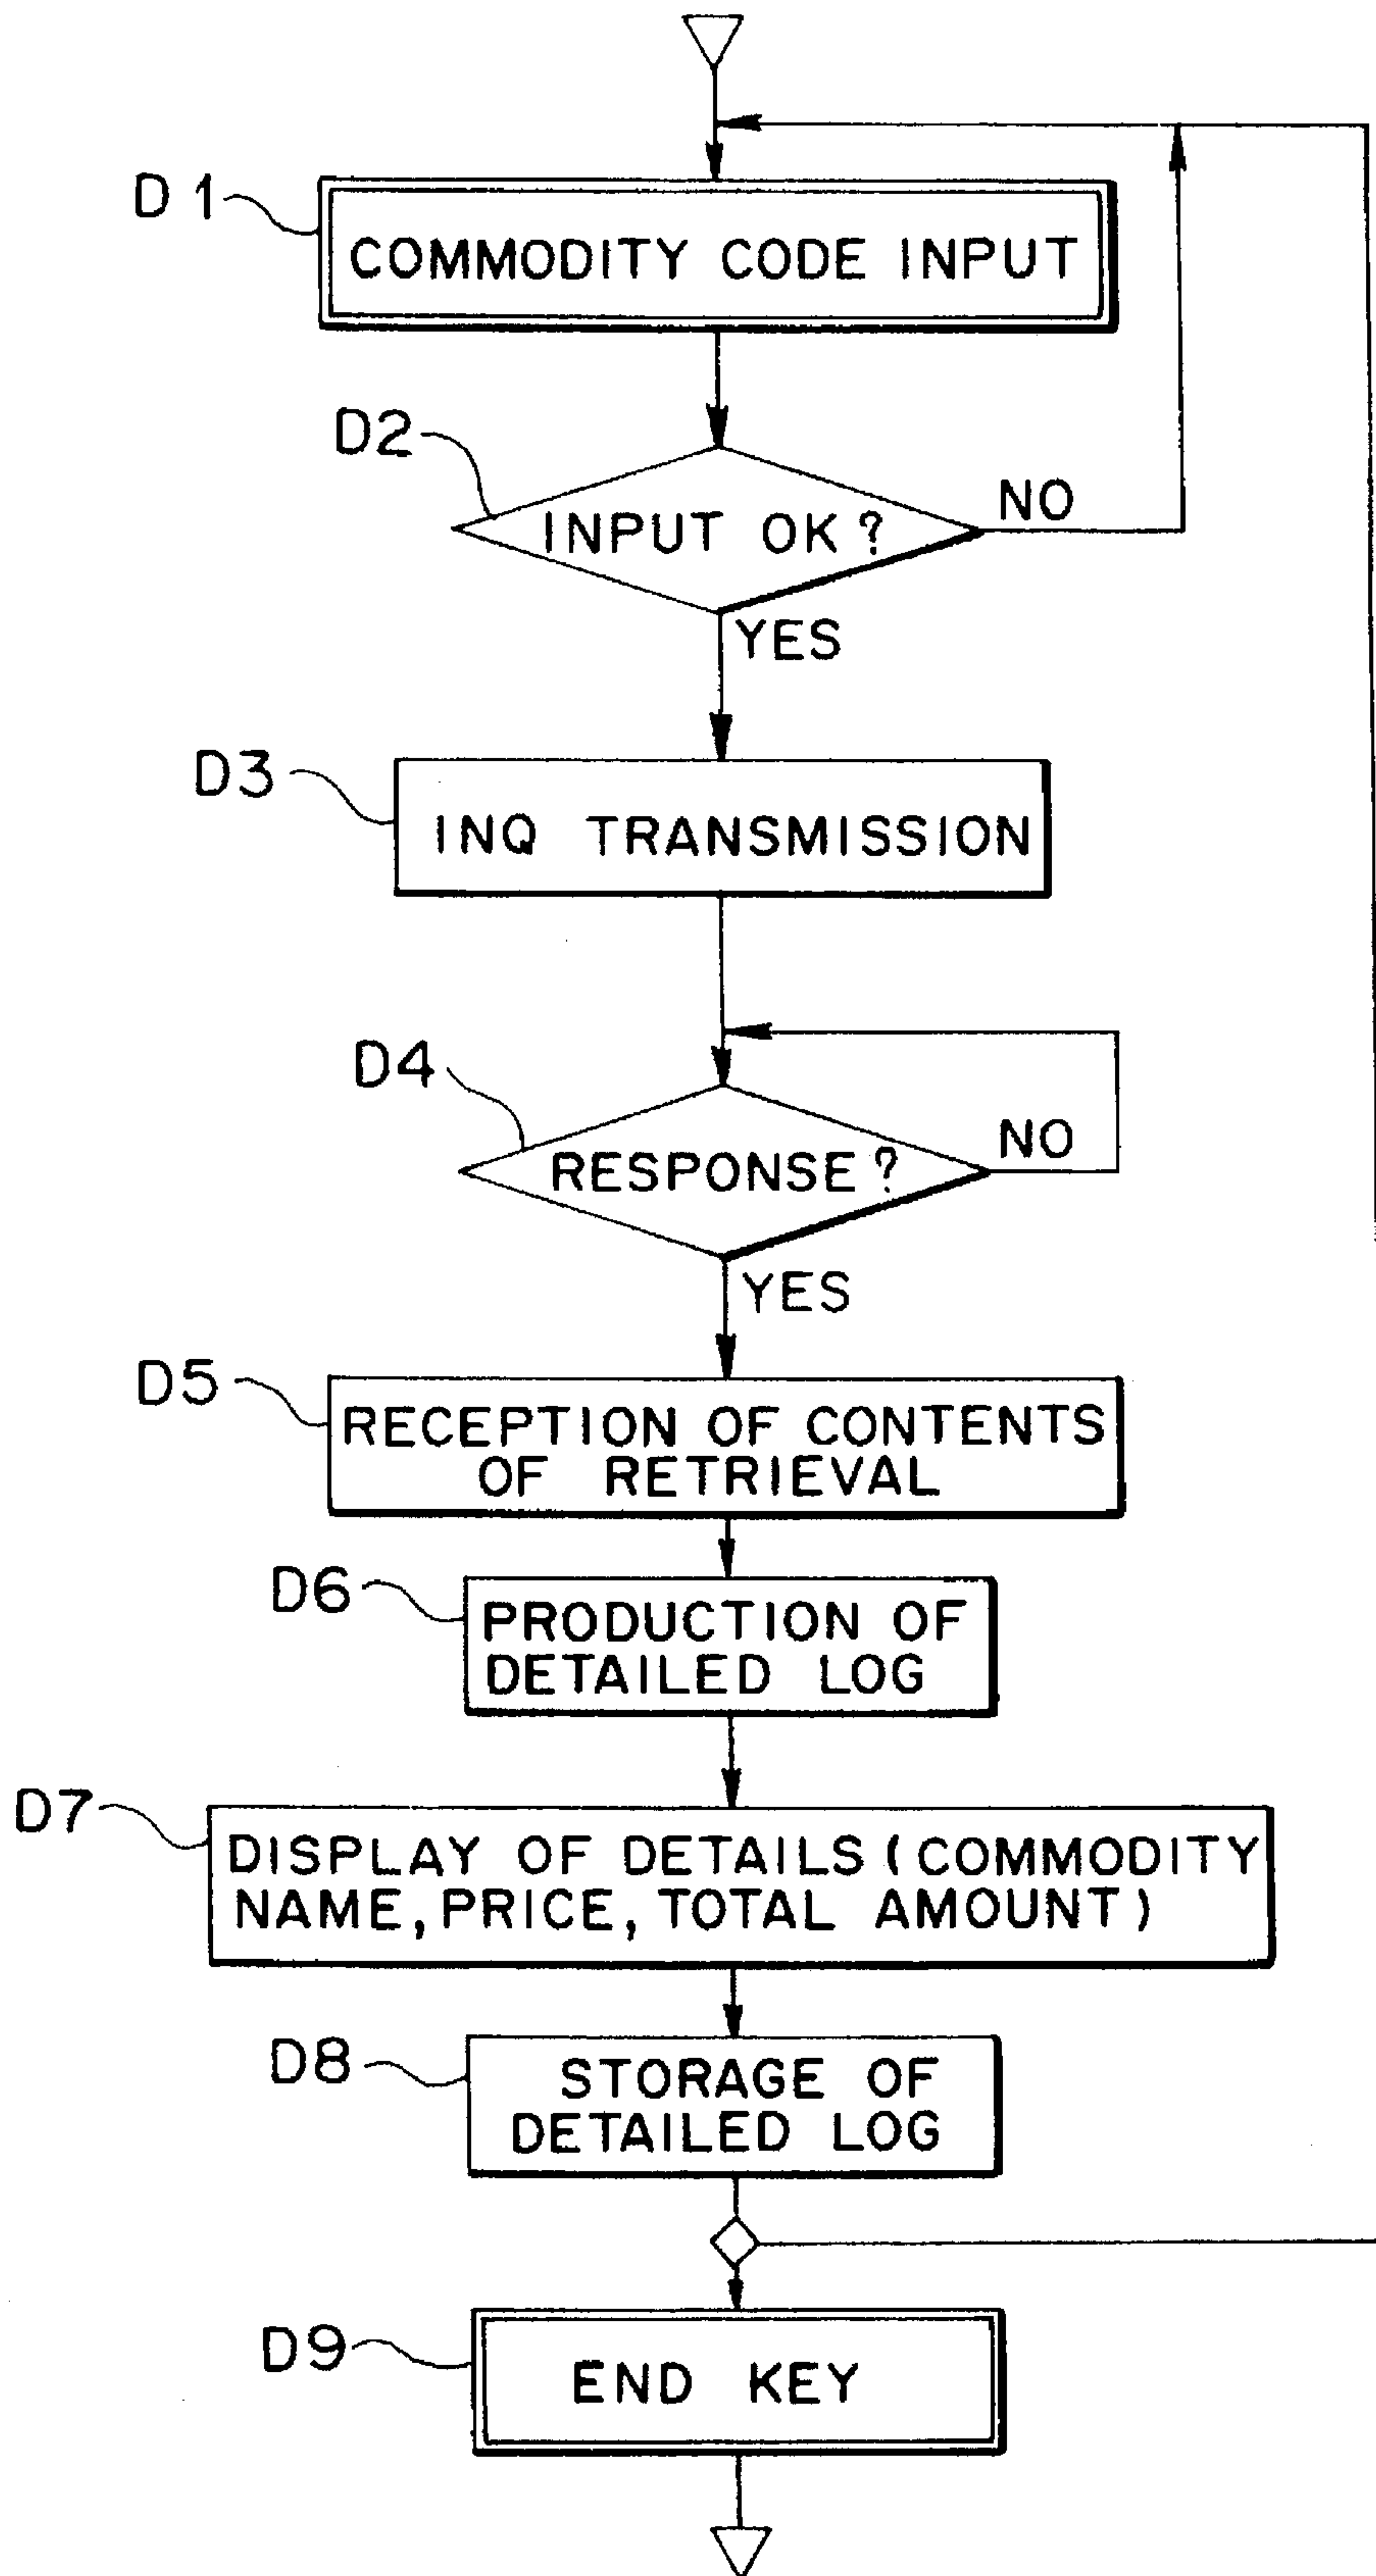 D1
COMMODITY CODE INPUT
D2
INPUT OK?
NO
YES
D3
INQ TRANSMISSION
D4
RESPONSE?
NO
YES
D5
RECEPTION OF CONTENTS
OF RETRIEVAL
D6
PRODUCTION OF
DETAILED LOG
D7
DISPLAY OF DETAILS (COMMODITY
NAME, PRICE, TOTAL AMOUNT)
D8
STORAGE OF
DETAILED LOG
D9
END KEY